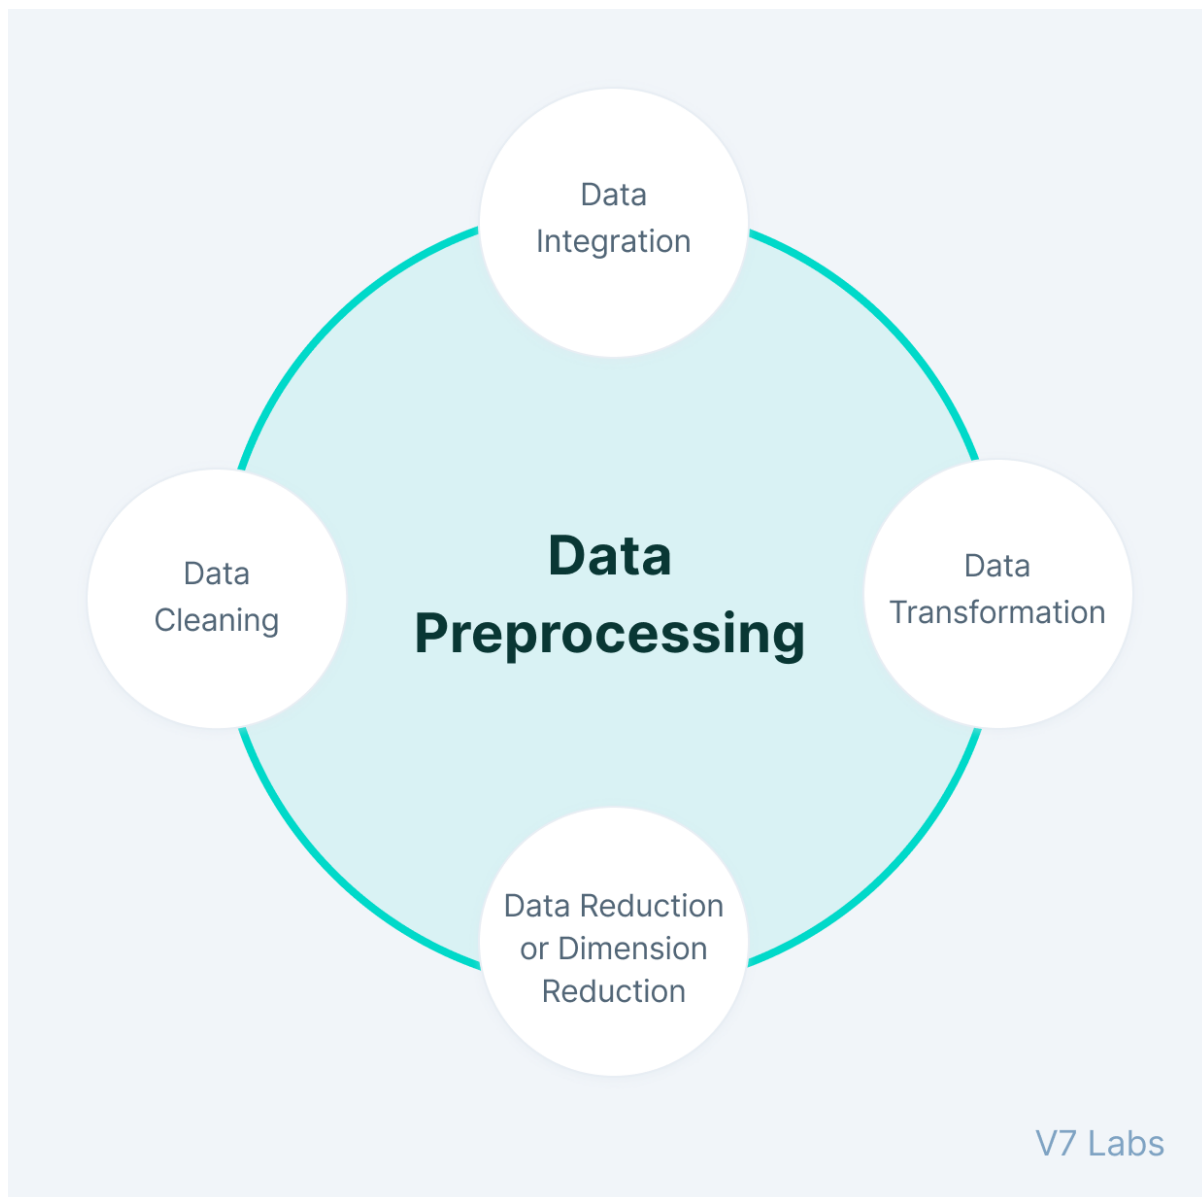 Data
Integration
Data
Cleaning
Data
Preprocessing
Data
Transformation
Data Reduction
or Dimension
Reduction
V7 Labs